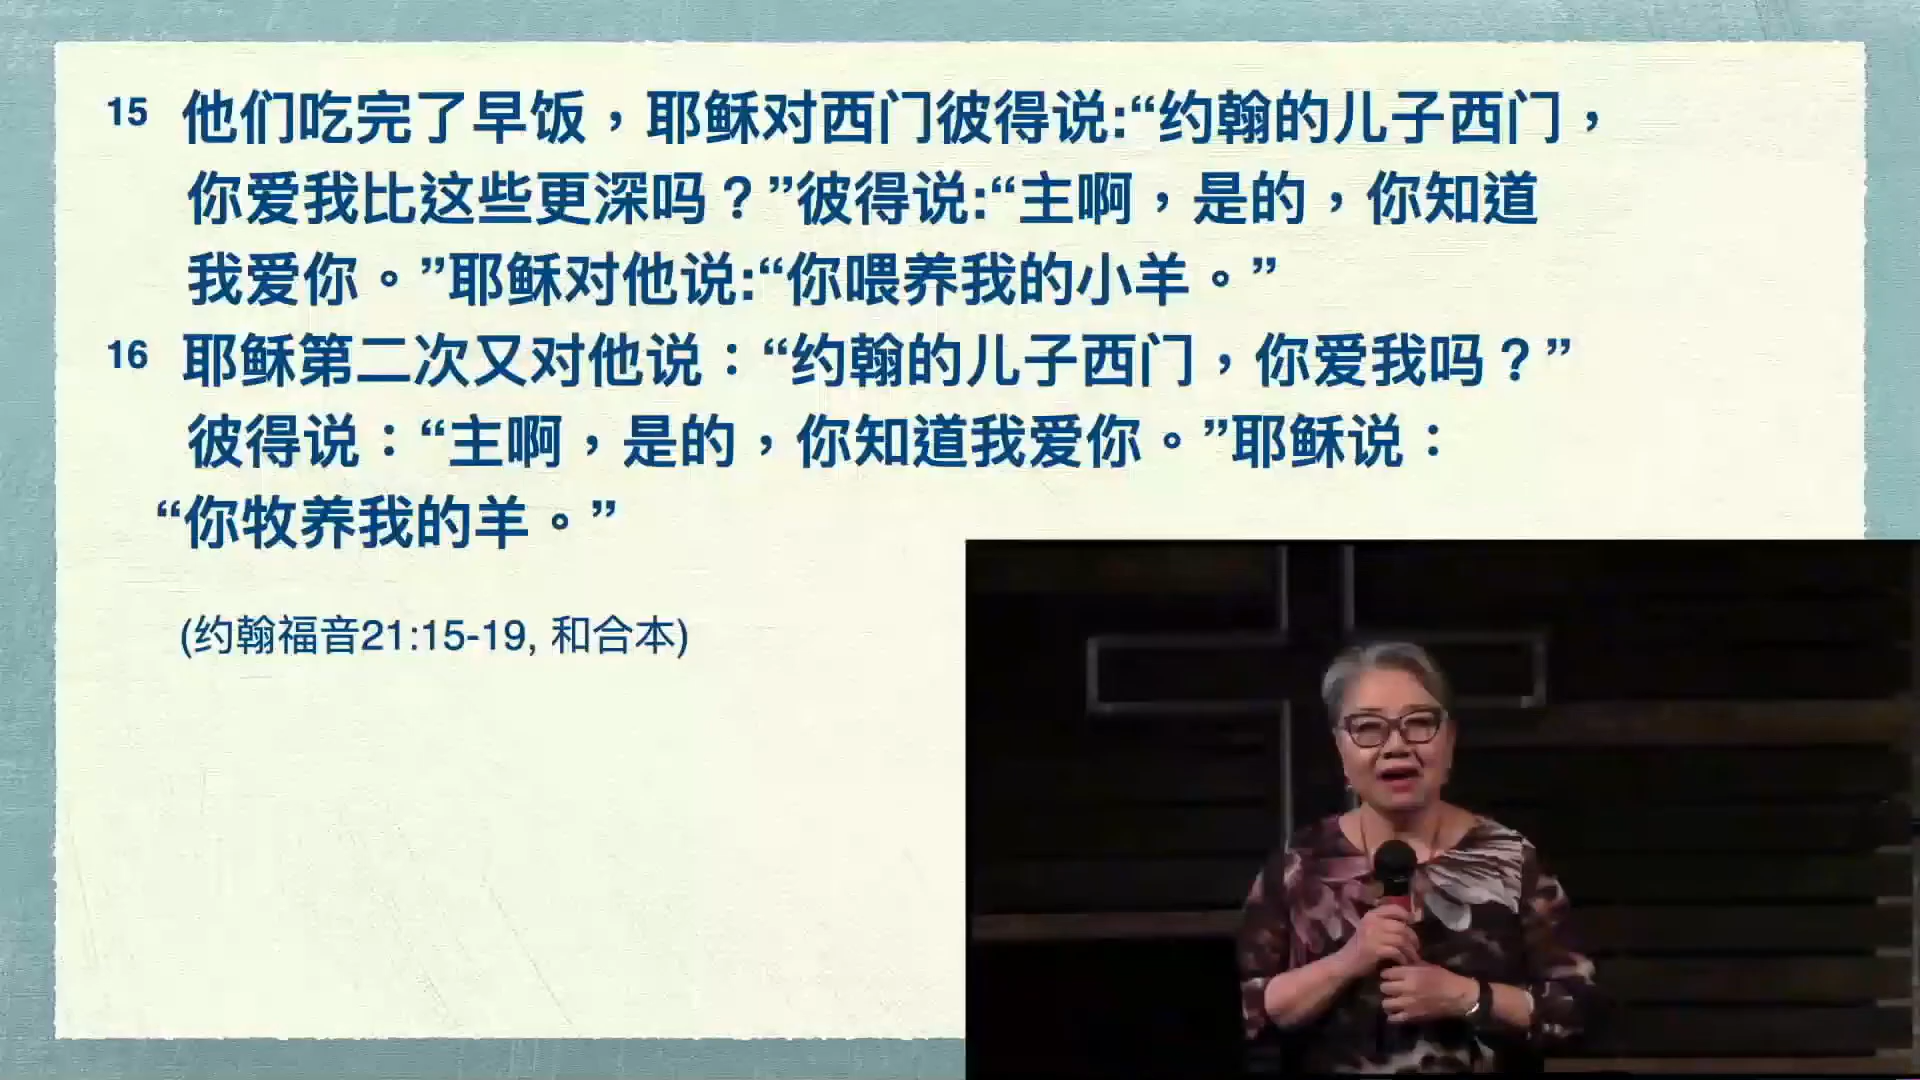 15 他们吃完了早饭，耶稣对西门彼得说:“约翰的儿子西门，
你爱我比这些更深吗？”彼得说:“主啊，是的，你知道
我爱你。”耶稣对他说:“你喂养我的小羊。”
16 耶稣第二次又对他说：“约翰的儿子西门，你爱我吗？”
彼得说：“主啊，是的，你知道我爱你。”耶稣说：
“你牧养我的羊。”
(约翰福音21:15-19, 和合本)